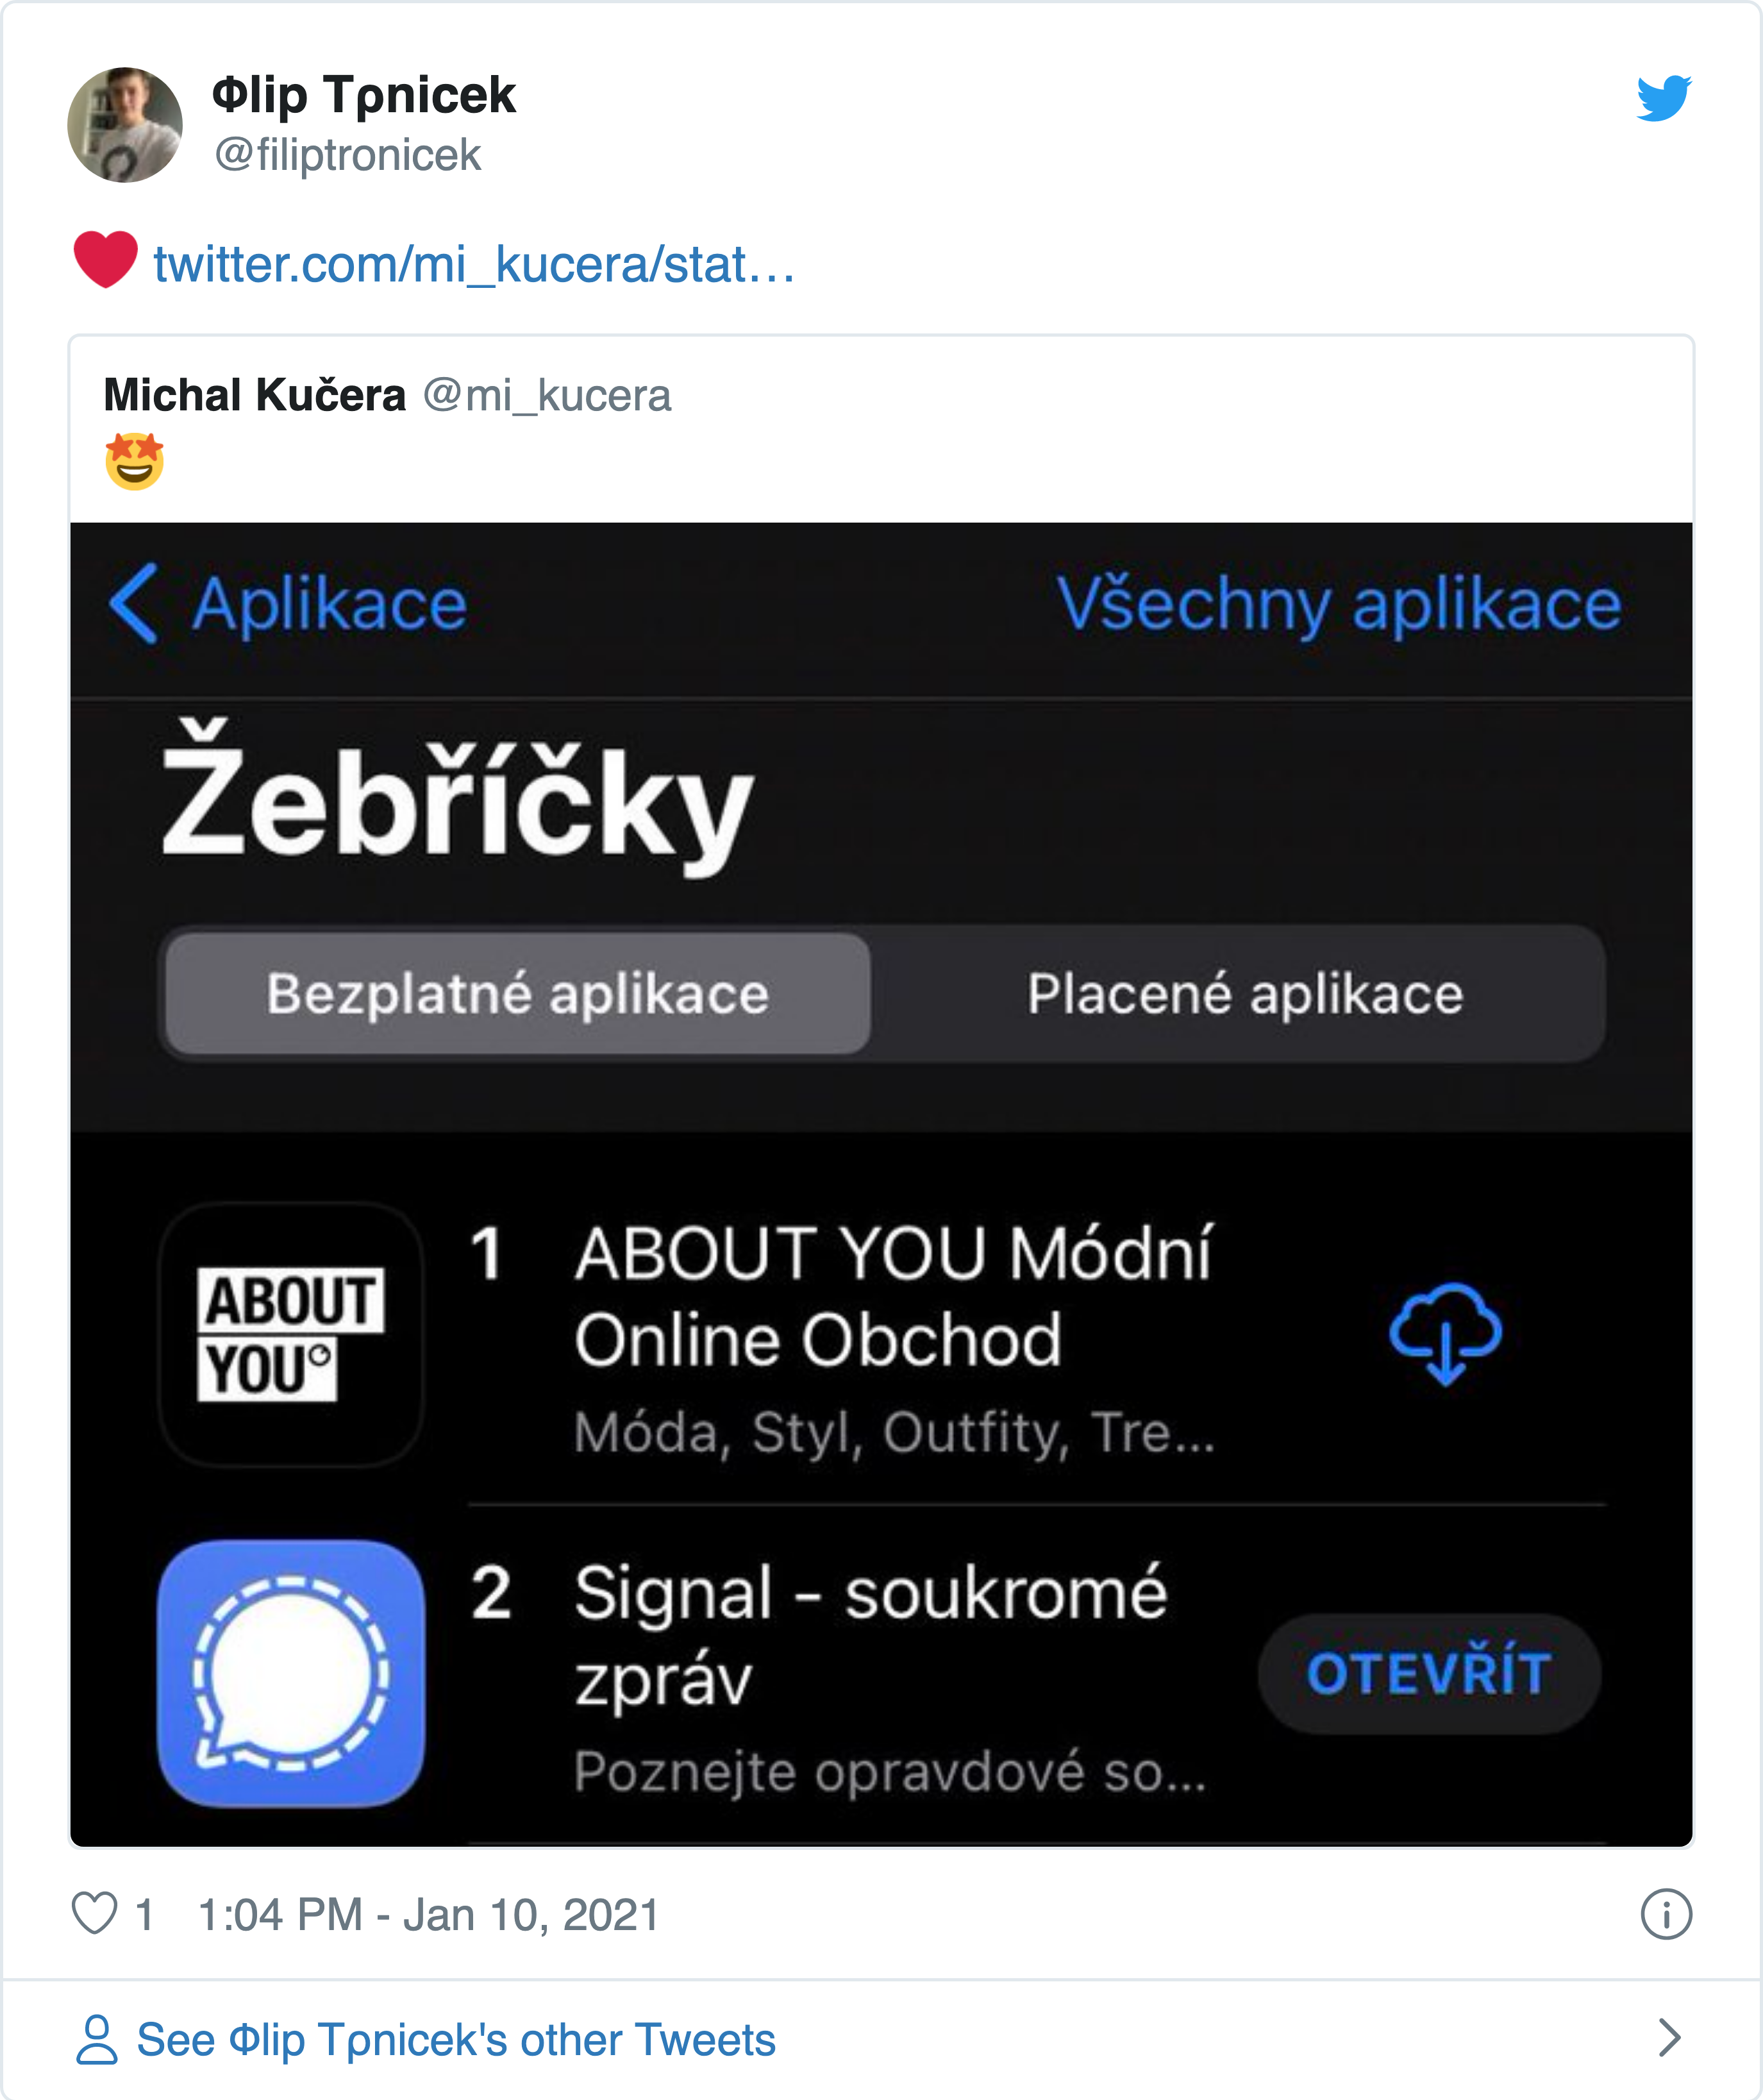 Φlip Tρnicek
@filiptronicek
❤️ twitter.com/mi_kucera/stat…
Michal Kučera @mi_kucera
🤩
Aplikace
Všechny aplikace
Žebříčky
Bezplatné aplikace
Placené aplikace
ABOUT
YOU°
1 ABOUT YOU Módní
Online Obchod
Móda, Styl, Outfity, Tre...
2 Signal - soukromé
zpráv
OTEVŘÍT
Poznejte opravdové so...
1 1:04 PM - Jan 10, 2021
See Φlip Tρnicek's other Tweets